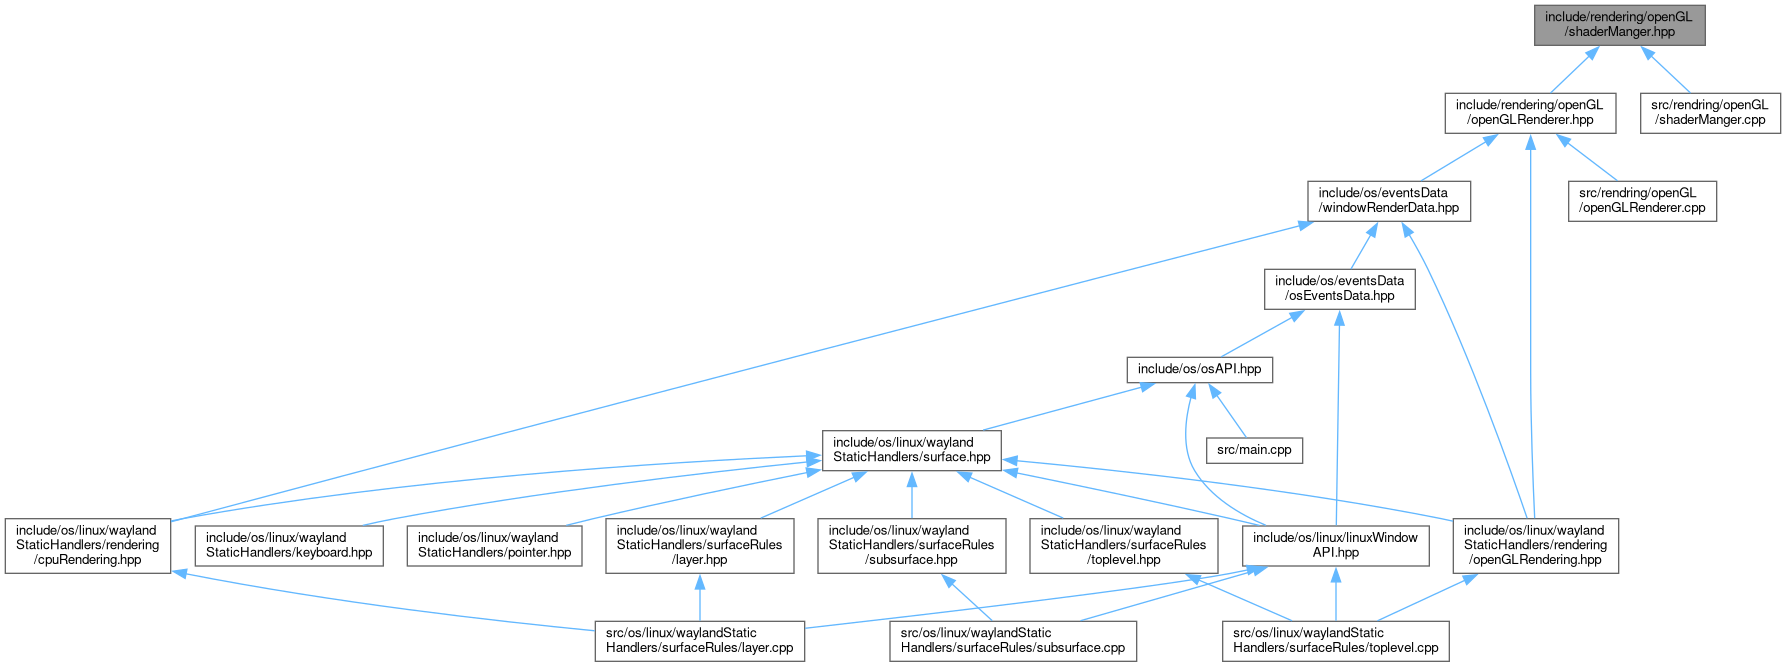 include/rendering/openGL
/shaderManger.hpp
include/rendering/openGL
/openGLRenderer.hpp
src/rendring/openGL
/shaderManger.cpp
include/os/eventsData
/windowRenderData.hpp
src/rendring/openGL
/openGLRenderer.cpp
include/os/eventsData
/osEventsData.hpp
include/os/osAPI.hpp
include/os/linux/wayland
StaticHandlers/surface.hpp
src/main.cpp
include/os/linux/wayland
StaticHandlers/rendering
/cpuRendering.hpp
include/os/linux/wayland
StaticHandlers/keyboard.hpp
include/os/linux/wayland
StaticHandlers/pointer.hpp
include/os/linux/wayland
StaticHandlers/surfaceRules
/layer.hpp
include/os/linux/wayland
StaticHandlers/surfaceRules
/subsurface.hpp
include/os/linux/wayland
StaticHandlers/surfaceRules
/toplevel.hpp
include/os/linux/linuxWindow
API.hpp
include/os/linux/wayland
StaticHandlers/rendering
/openGLRendering.hpp
src/os/linux/waylandStatic
Handlers/surfaceRules/layer.cpp
src/os/linux/waylandStatic
Handlers/surfaceRules/subsurface.cpp
src/os/linux/waylandStatic
Handlers/surfaceRules/toplevel.cpp